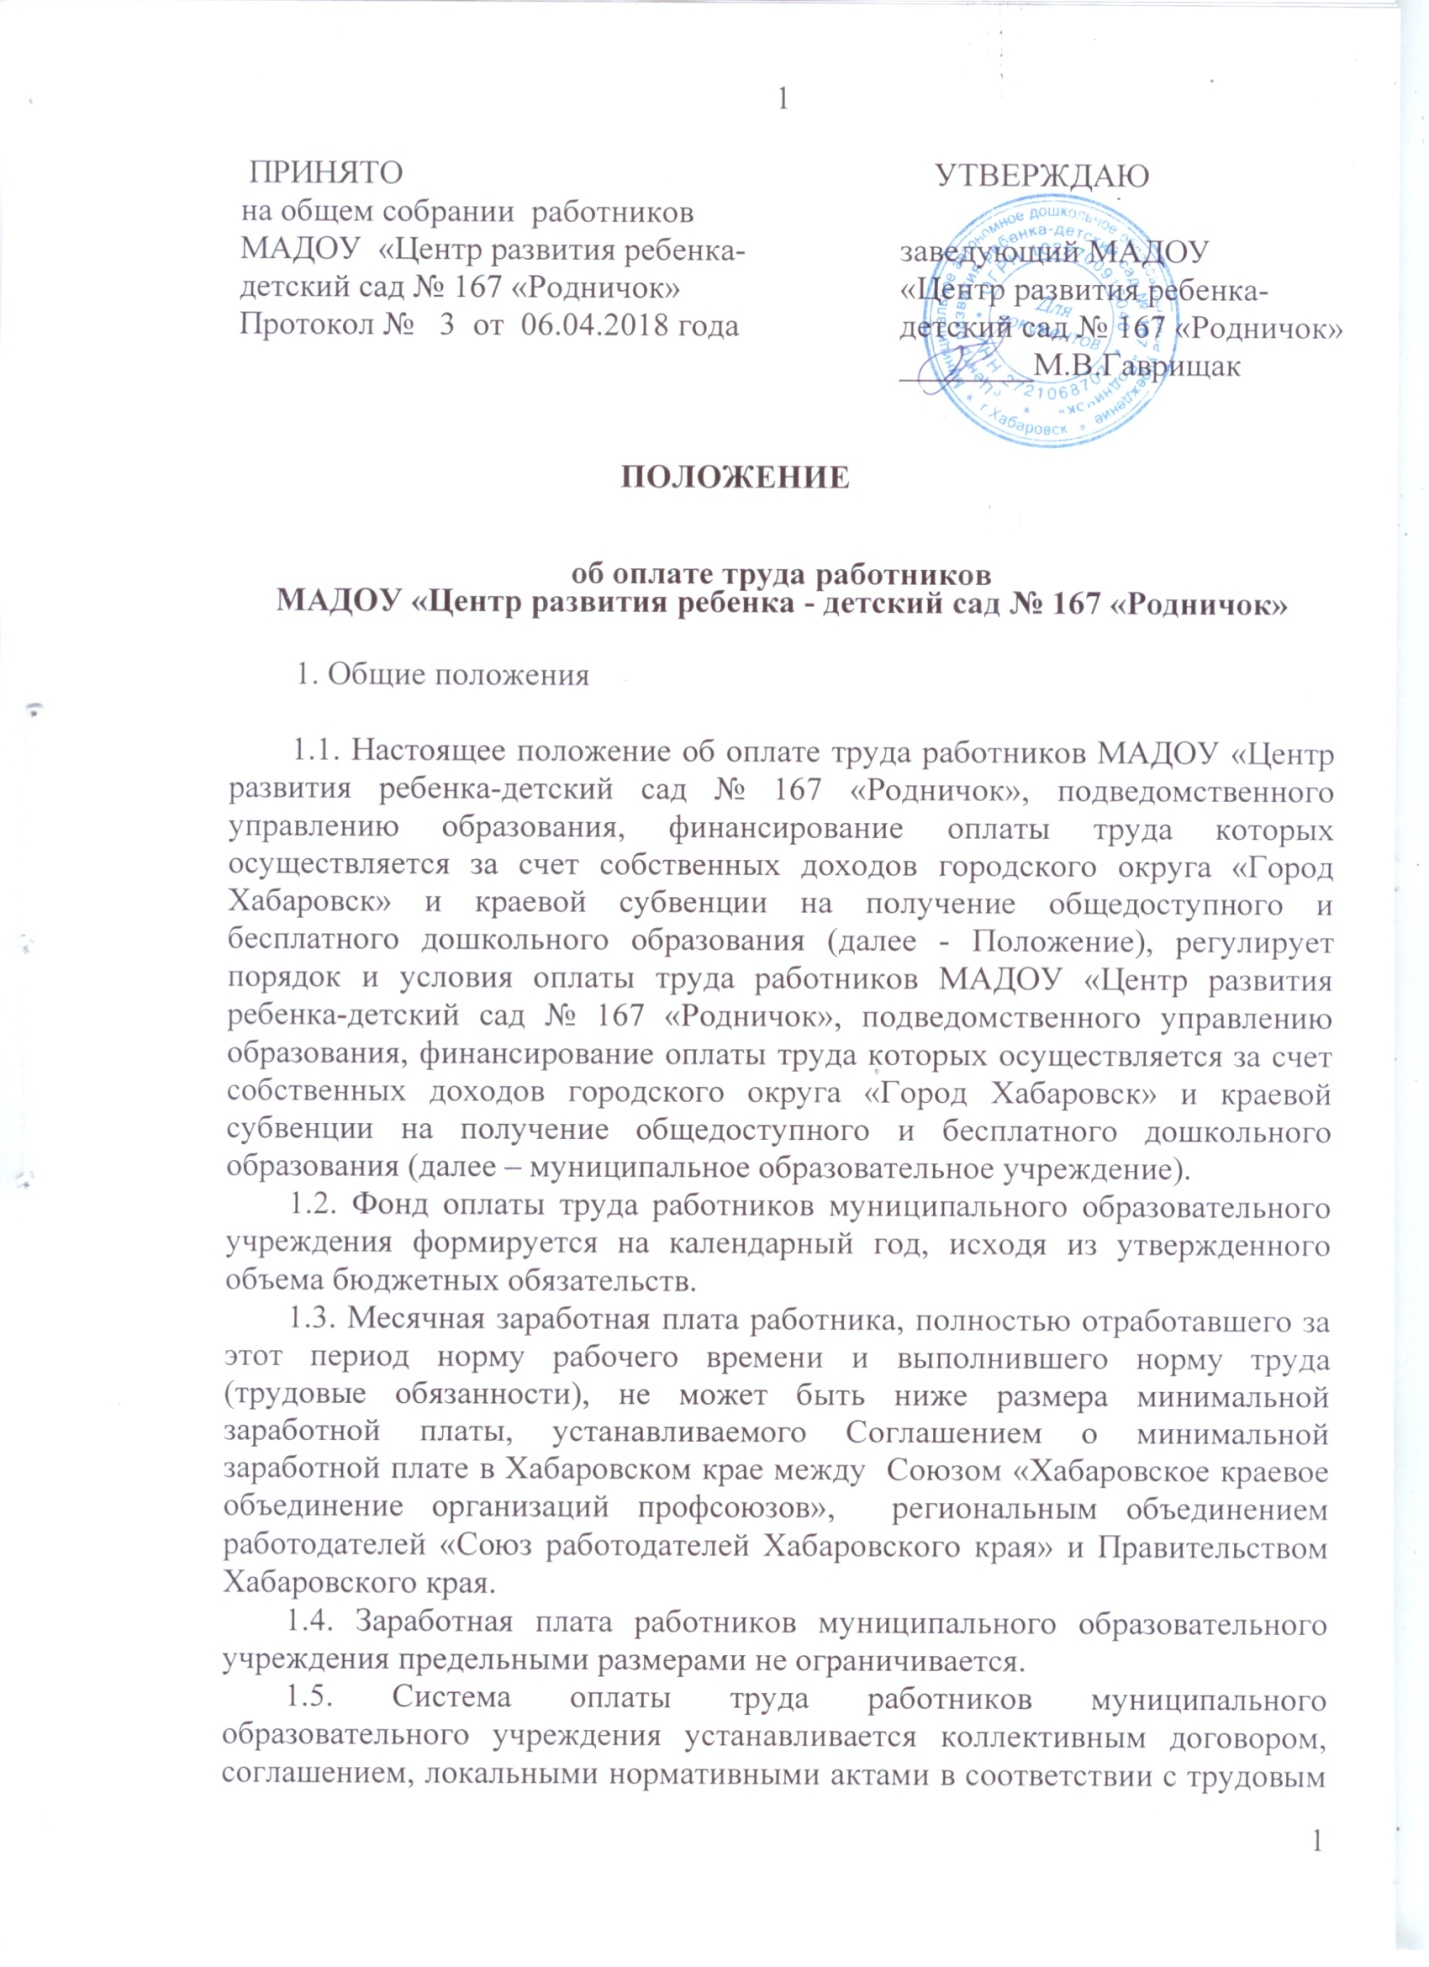 1
ПРИНЯТО
на общем собрании работников
МАДОУ «Центр развития ребенка-
детский сад № 167 «Родничок»
Протокол № 3 от 06.04.2018 года
УТВЕРЖДАЮ
заведующий МАДОУ
«Центр развития ребенка-
детский сад № 167 «Родничок»
М.В.Гаврищак
Для
г.Хабаровск
ПОЛОЖЕНИЕ
об оплате труда работников
МАДОУ «Центр развития ребенка - детский сад № 167 «Родничок»
1. Общие положения
1.1. Настоящее положение об оплате труда работников МАДОУ «Центр
развития ребенка-детский сад № 167 «Родничок», подведомственного
управлению образования, финансирование оплаты труда которых
осуществляется за счет собственных доходов городского округа «Город
Хабаровск» и краевой субвенции на получение общедоступного и
бесплатного дошкольного образования (далее - Положение), регулирует
порядок и условия оплаты труда работников МАДОУ «Центр развития
ребенка-детский сад № 167 «Родничок», подведомственного управлению
образования, финансирование оплаты труда которых осуществляется за счет
собственных доходов городского округа «Город Хабаровск» и краевой
субвенции на получение общедоступного и бесплатного дошкольного
образования (далее – муниципальное образовательное учреждение).
1.2. Фонд оплаты труда работников муниципального образовательного
учреждения формируется на календарный год, исходя из утвержденного
объема бюджетных обязательств.
1.3. Месячная заработная плата работника, полностью отработавшего за
этот период норму рабочего времени и выполнившего норму труда
(трудовые обязанности), не может быть ниже размера минимальной
заработной платы, устанавливаемого Соглашением о минимальной
заработной плате в Хабаровском крае между Союзом «Хабаровское краевое
объединение организаций профсоюзов», региональным объединением
работодателей «Союз работодателей Хабаровского края» и Правительством
Хабаровского края.
1.4. Заработная плата работников муниципального образовательного
учреждения предельными размерами не ограничивается.
1.5. Система оплаты труда работников муниципального
образовательного учреждения устанавливается коллективным договором,
соглашением, локальными нормативными актами в соответствии с трудовым
1